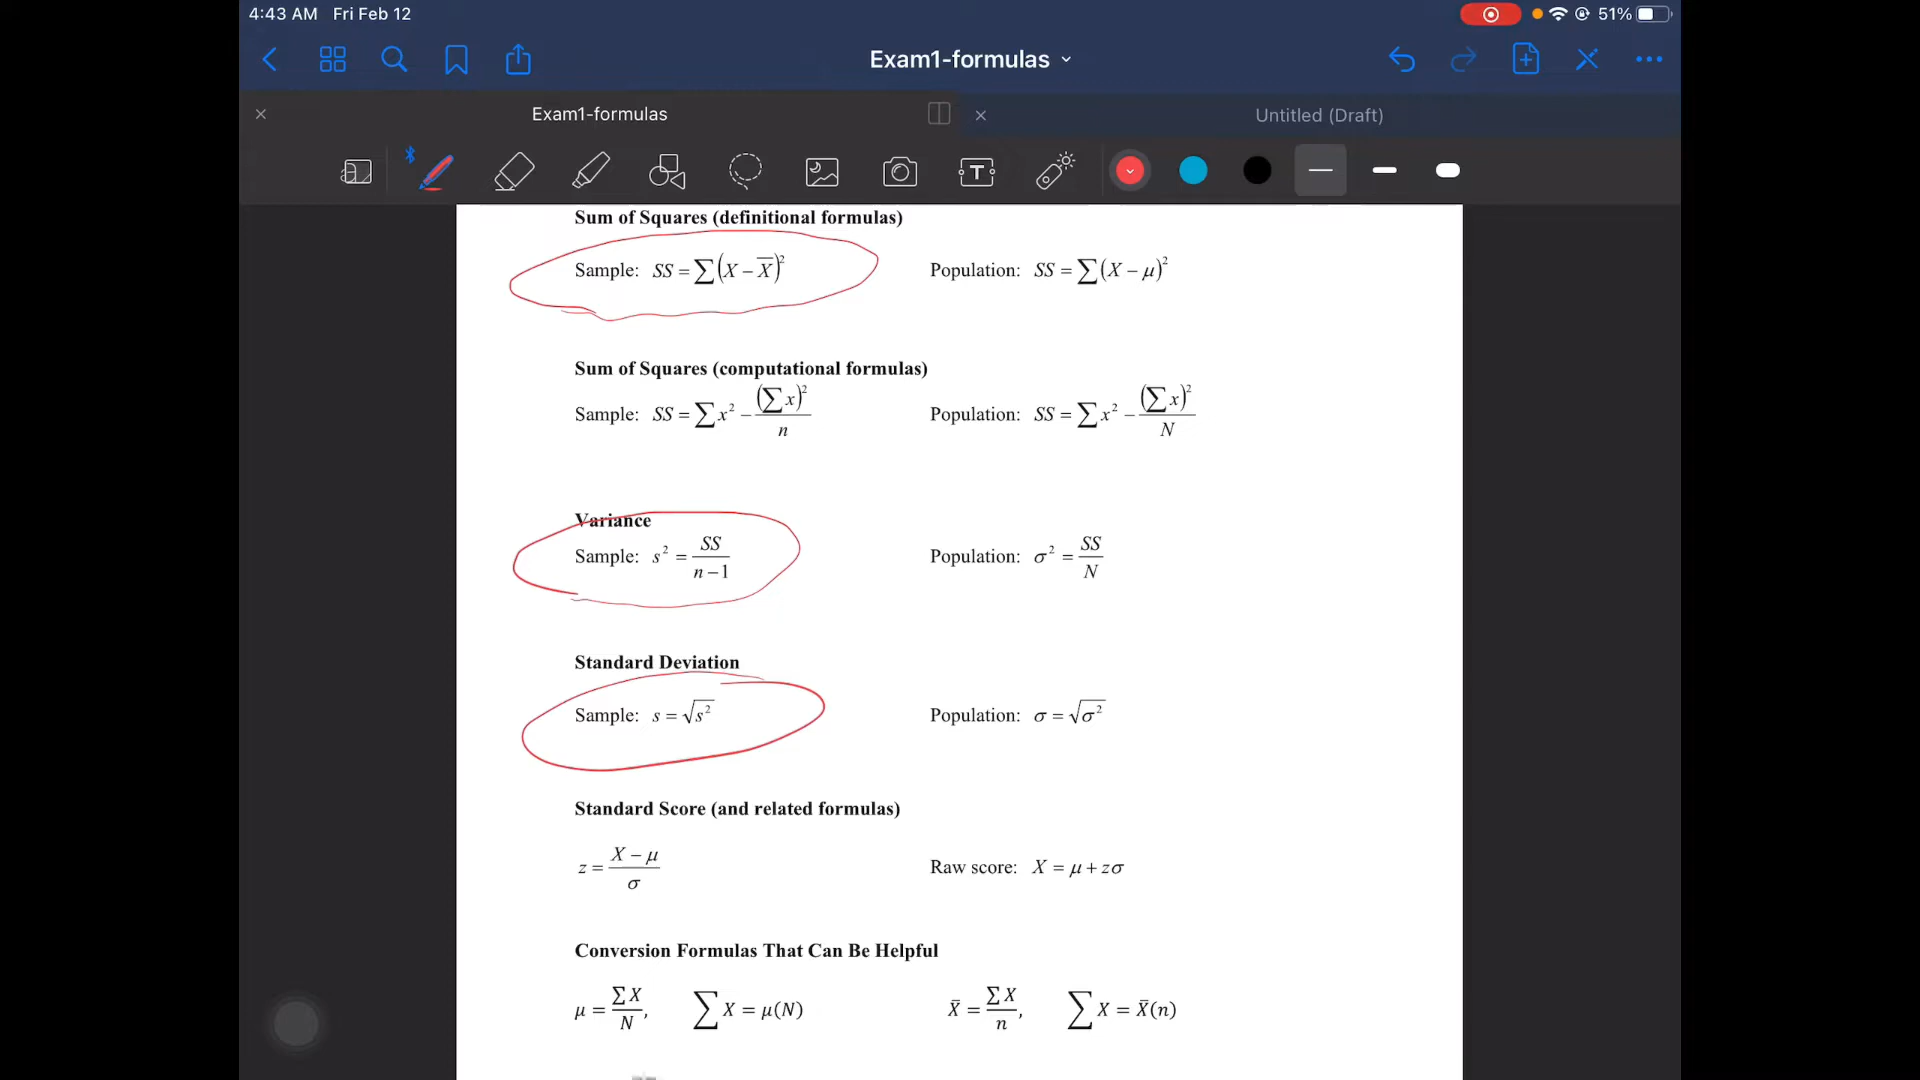 4:43 AM Fri Feb 12 51%
Exam1-formulas
Exam1-formulas Untitled (Draft)
T
Sum of Squares (definitional formulas)
Sample: SS = ∑(X − X̄)² Population: SS = ∑(X − μ)²
Sum of Squares (computational formulas)
Sample: SS = ∑x² − (∑x)²/n Population: SS = ∑x² − (∑x)²/N
Variance
Sample: s² = SS/(n − 1) Population: σ² = SS/N
Standard Deviation
Sample: s = √s² Population: σ = √σ²
Standard Score (and related formulas)
z = (X − μ)/σ Raw score: X = μ + zσ
Conversion Formulas That Can Be Helpful
μ = ∑X/N, ∑X = μ(N) X̄ = ∑X/n, ∑X = X̄(n)